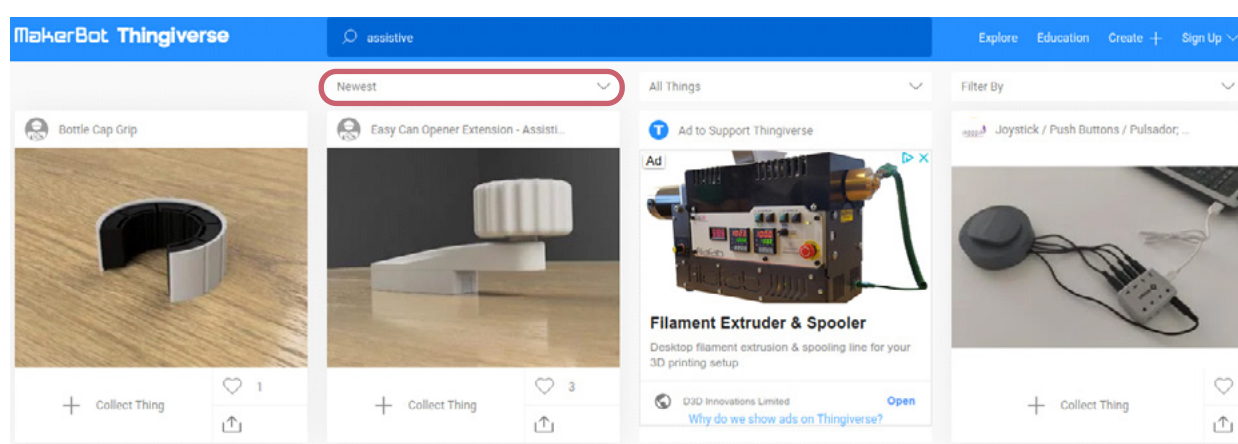 MakerBot Thingiverse
assistive
Explore
Education
Create
Sign Up
Newest
All Things
Filter By
Bottle Cap Grip
Easy Can Opener Extension - Assisti...
Ad to Support Thingiverse
Joystick / Push Buttons / Pulsador; ...
Ad
Filament Extruder & Spooler
Desktop filament extrusion & spooling line for your
3D printing setup
D3D Innovations Limited
Open
Why do we show ads on Thingiverse?
Collect Thing
1
Collect Thing
3
Collect Thing